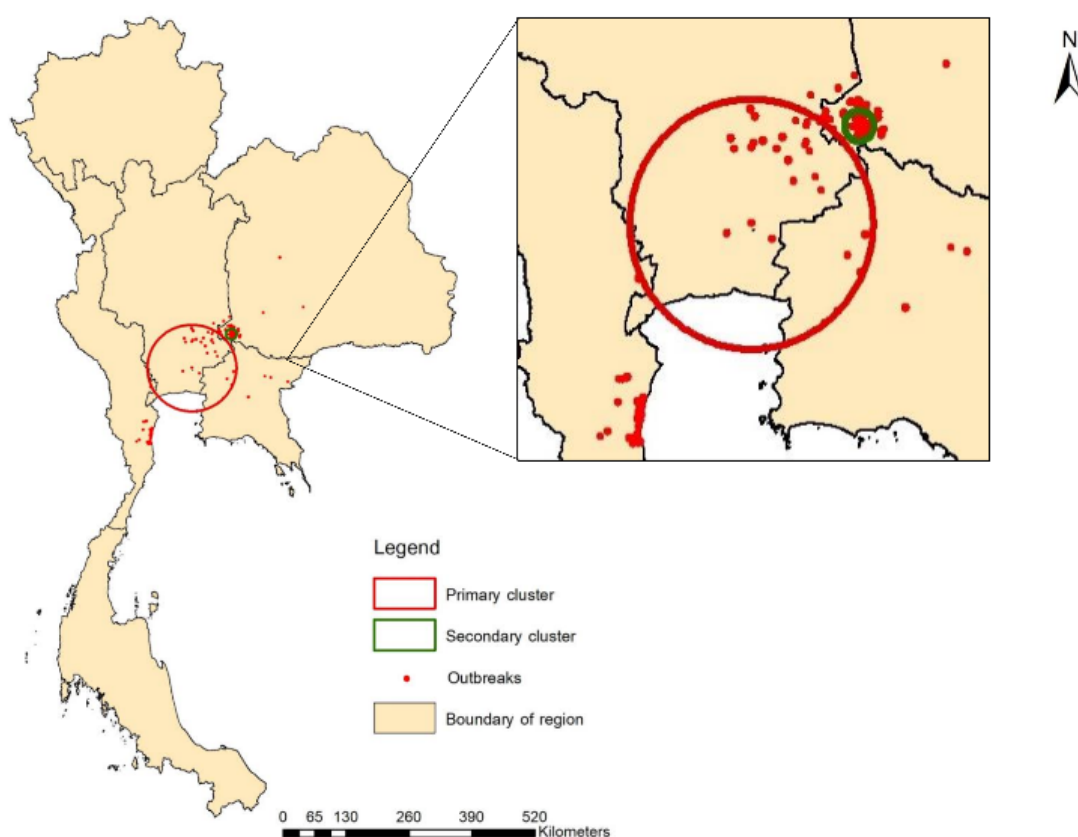 N
Legend
Primary cluster
Secondary cluster
Outbreaks
Boundary of region
0 65 130 260 390 520
Kilometers